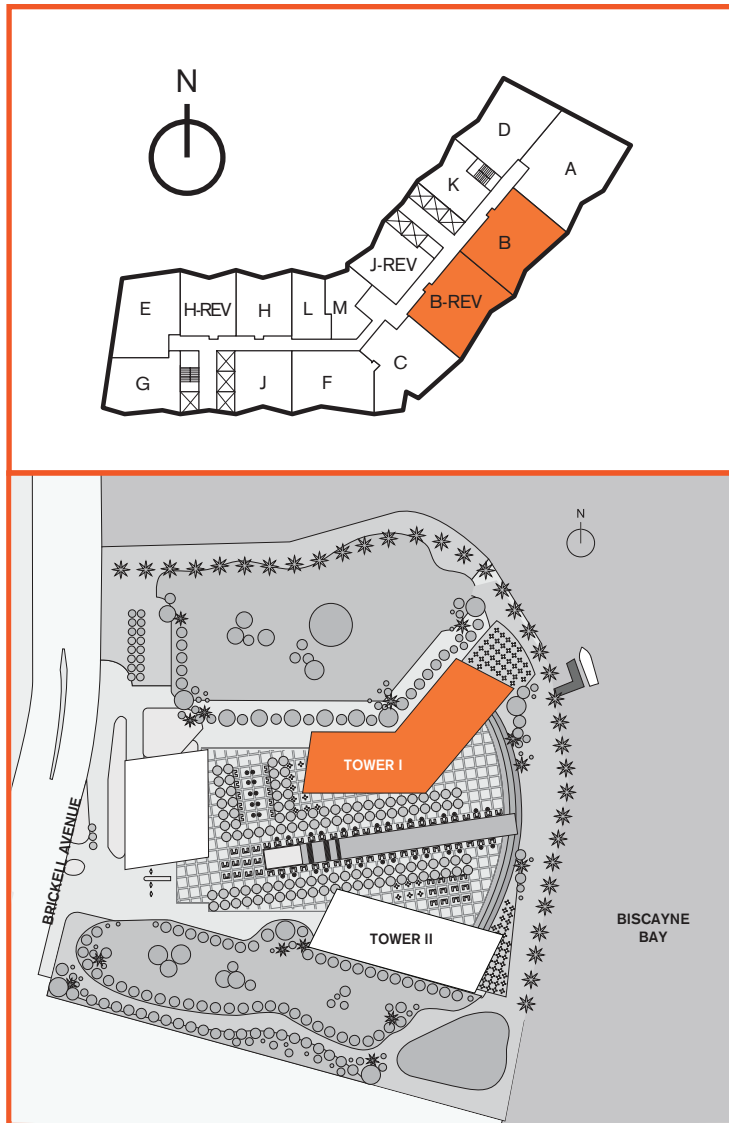 N
D
A
K
B
J-REV
B-REV
E
H-REV
H
L
M
C
G
J
F
N
TOWER I
BRICKELL AVENUE
TOWER II
BISCAYNE
BAY